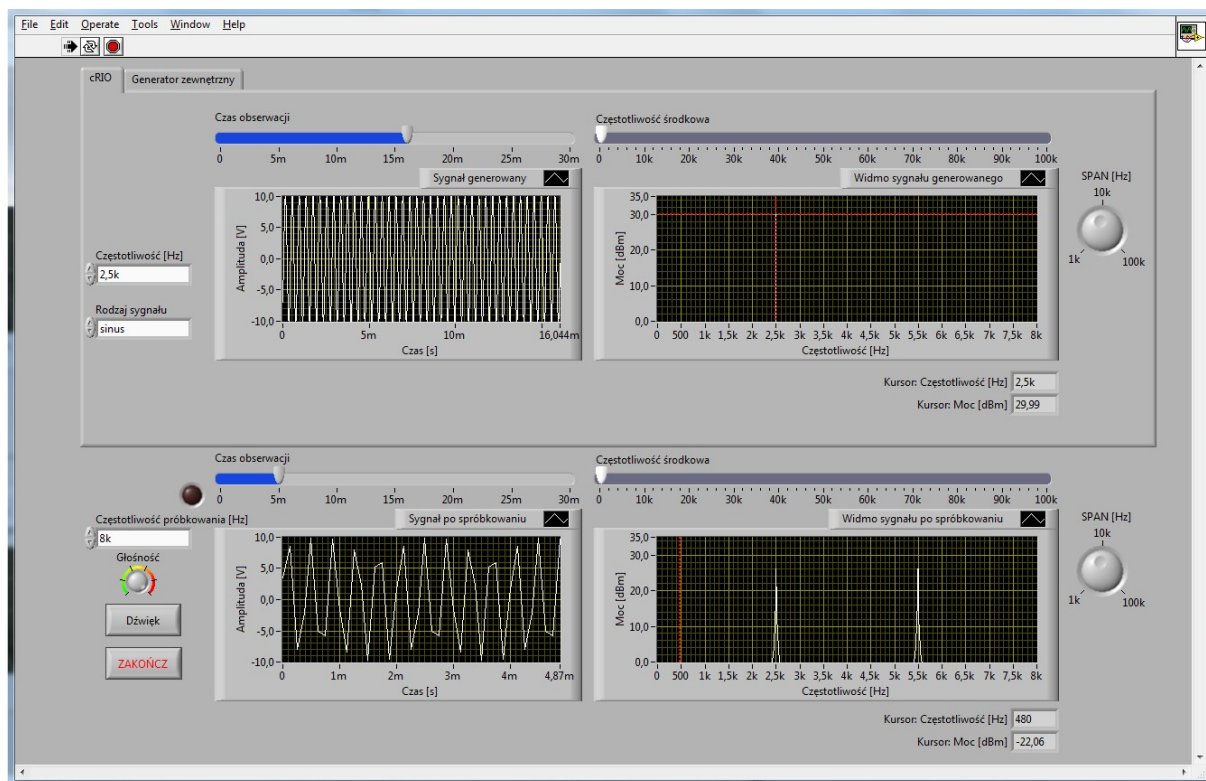 File Edit Operate Tools Window Help
cRIO Generator zewnętrzny
Czas obserwacji
0 5m 10m 15m 20m 25m 30m
Częstotliwość środkowa
0 10k 20k 30k 40k 50k 60k 70k 80k 90k 100k
Sygnał generowany
Widmo sygnału generowanego
SPAN [Hz]
10k
1k 100k
Częstotliwość [Hz]
2,5k
Rodzaj sygnału
sinus
Amplituda [V]
10,0
5,0
0,0
-5,0
-10,0
0 5m 10m 16,044m
Czas [s]
Moc [dBm]
35,0
30,0
20,0
10,0
0,0
0 500 1k 1,5k 2k 2,5k 3k 3,5k 4k 4,5k 5k 5,5k 6k 6,5k 7k 7,5k 8k
Częstotliwość [Hz]
Kursor: Częstotliwość [Hz] 2,5k
Kursor: Moc [dBm] 29,99
Czas obserwacji
0 5m 10m 15m 20m 25m 30m
Częstotliwość środkowa
0 10k 20k 30k 40k 50k 60k 70k 80k 90k 100k
Częstotliwość próbkowania [Hz]
8k
Głośność
Dźwięk
ZAKOŃCZ
Sygnał po spróbkowaniu
Amplituda [V]
10,0
5,0
0,0
-5,0
-10,0
0 1m 2m 3m 4m 4,87m
Czas [s]
Widmo sygnału po spróbkowaniu
SPAN [Hz]
10k
1k 100k
Moc [dBm]
35,0
30,0
20,0
10,0
0,0
0 500 1k 1,5k 2k 2,5k 3k 3,5k 4k 4,5k 5k 5,5k 6k 6,5k 7k 7,5k 8k
Częstotliwość [Hz]
Kursor: Częstotliwość [Hz] 480
Kursor: Moc [dBm] -22,06